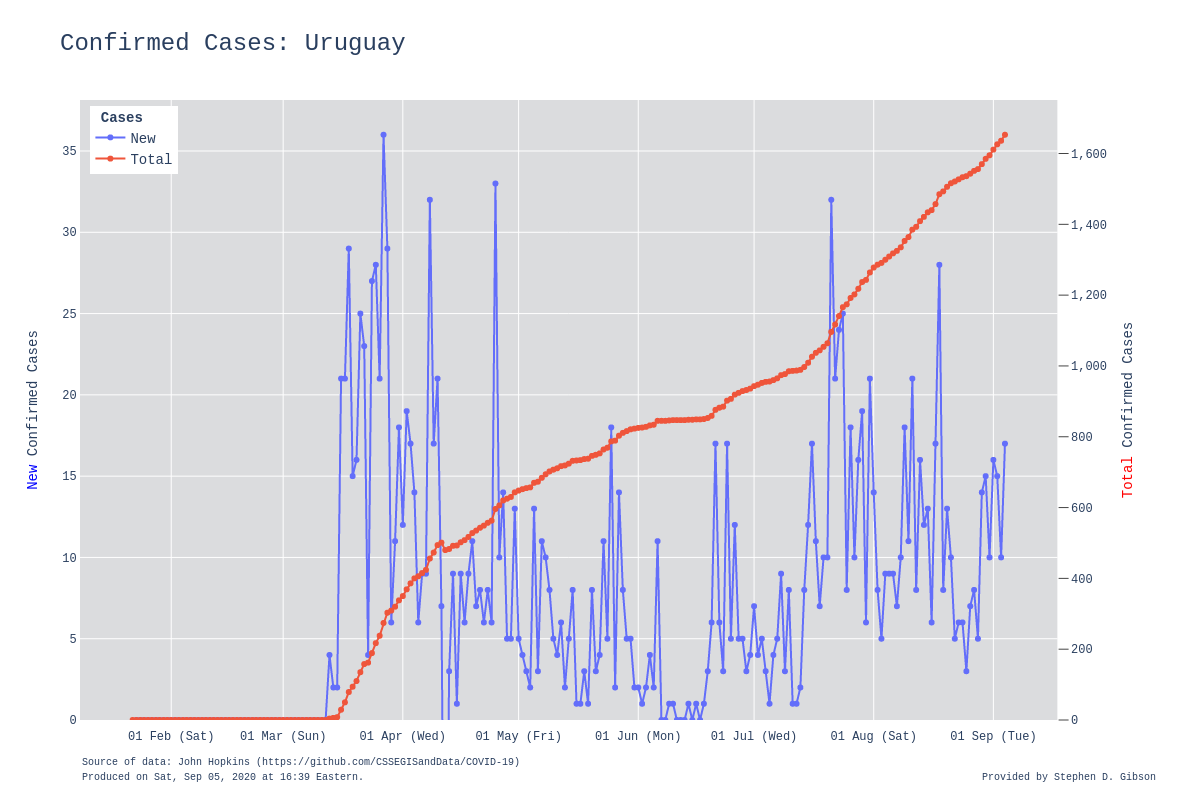 Confirmed Cases: Uruguay
Cases
New
Total
35
30
25
20
15
10
5
0
1,600
1,400
1,200
1,000
800
600
400
200
0
New Confirmed Cases
Total Confirmed Cases
01 Feb (Sat)
01 Mar (Sun)
01 Apr (Wed)
01 May (Fri)
01 Jun (Mon)
01 Jul (Wed)
01 Aug (Sat)
01 Sep (Tue)
Source of data: John Hopkins (https://github.com/CSSEGISandData/COVID-19)
Produced on Sat, Sep 05, 2020 at 16:39 Eastern.
Provided by Stephen D. Gibson